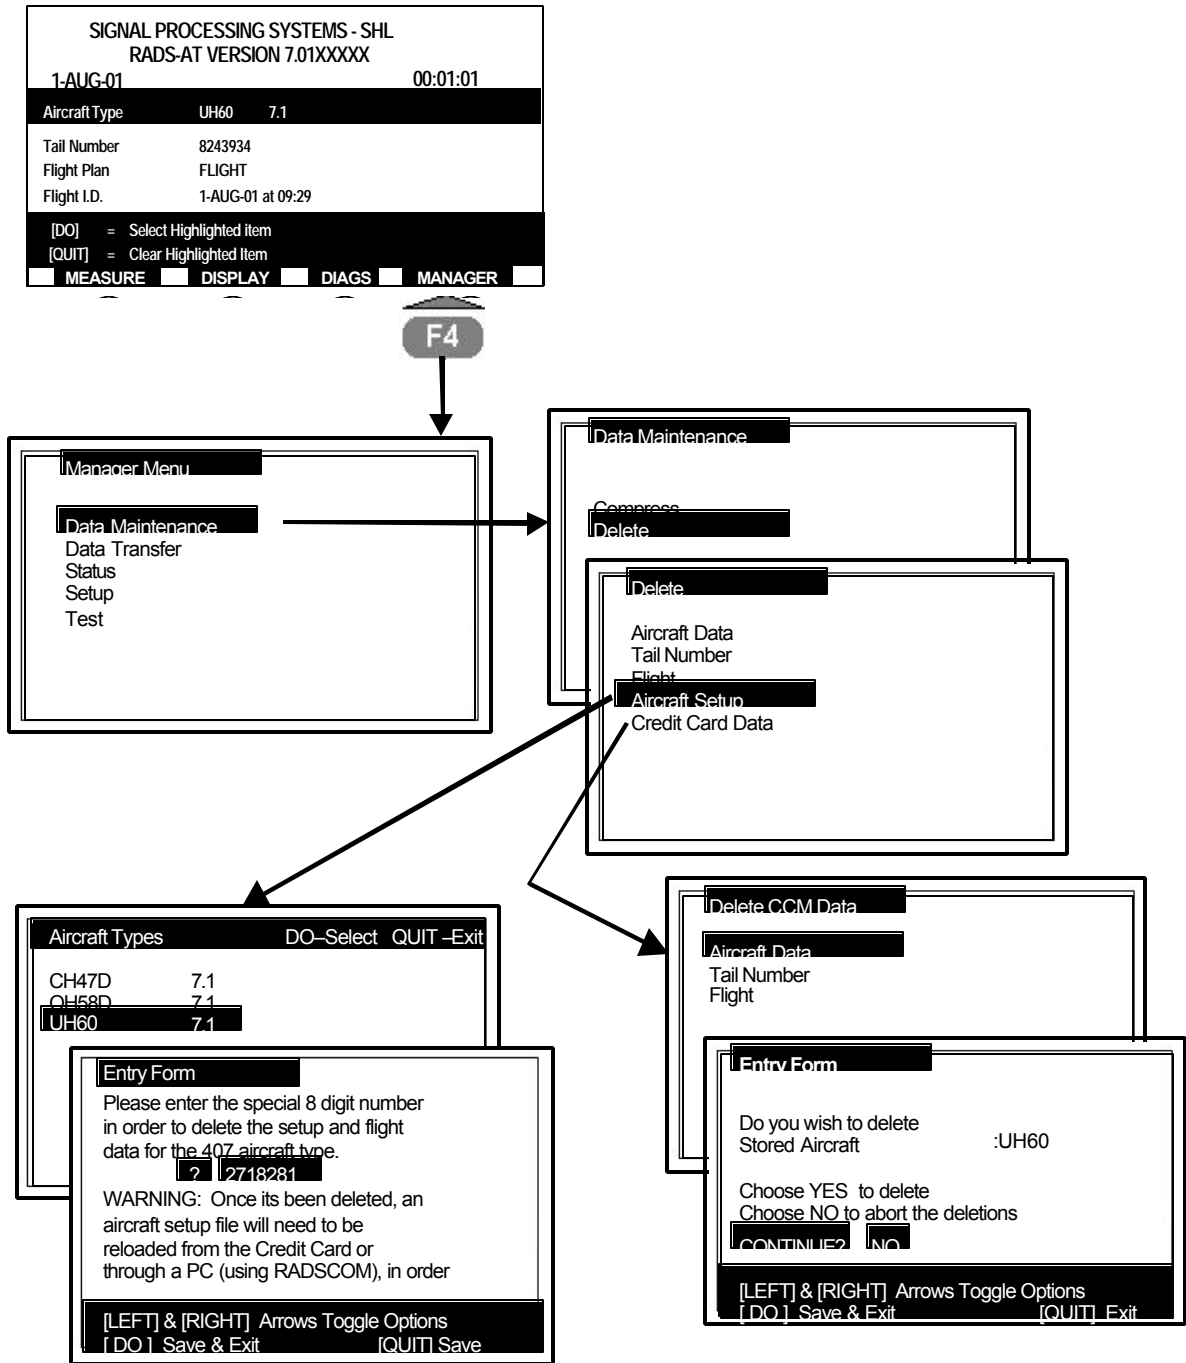 SIGNAL PROCESSING SYSTEMS - SHL
RADS-AT VERSION 7.01XXXXX
1-AUG-01 00:01:01
Aircraft Type UH60 7.1
Tail Number 8243934
Flight Plan FLIGHT
Flight I.D. 1-AUG-01 at 09:29
[DO] = Select Highlighted item
[QUIT] = Clear Highlighted Item
MEASURE DISPLAY DIAGS MANAGER
F4
Manager Menu
Data Maintenance
Data Transfer
Status
Setup
Test
Data Maintenance
Compress
Delete
Delete
Aircraft Data
Tail Number
Flight
Aircraft Setup
Credit Card Data
Aircraft Types DO–Select QUIT –Exit
CH47D 7.1
OH58D 7.1
UH60 7.1
Entry Form
Please enter the special 8 digit number
in order to delete the setup and flight
data for the 407 aircraft type.
? 2718281
WARNING: Once its been deleted, an
aircraft setup file will need to be
reloaded from the Credit Card or
through a PC (using RADSCOM), in order
[LEFT] & [RIGHT] Arrows Toggle Options
[ DO ] Save & Exit [QUIT] Save
Delete CCM Data
Aircraft Data
Tail Number
Flight
Entry Form
Do you wish to delete
Stored Aircraft :UH60
Choose YES to delete
Choose NO to abort the deletions
CONTINUE? NO
[LEFT] & [RIGHT] Arrows Toggle Options
[ DO ] Save & Exit [QUIT] Exit